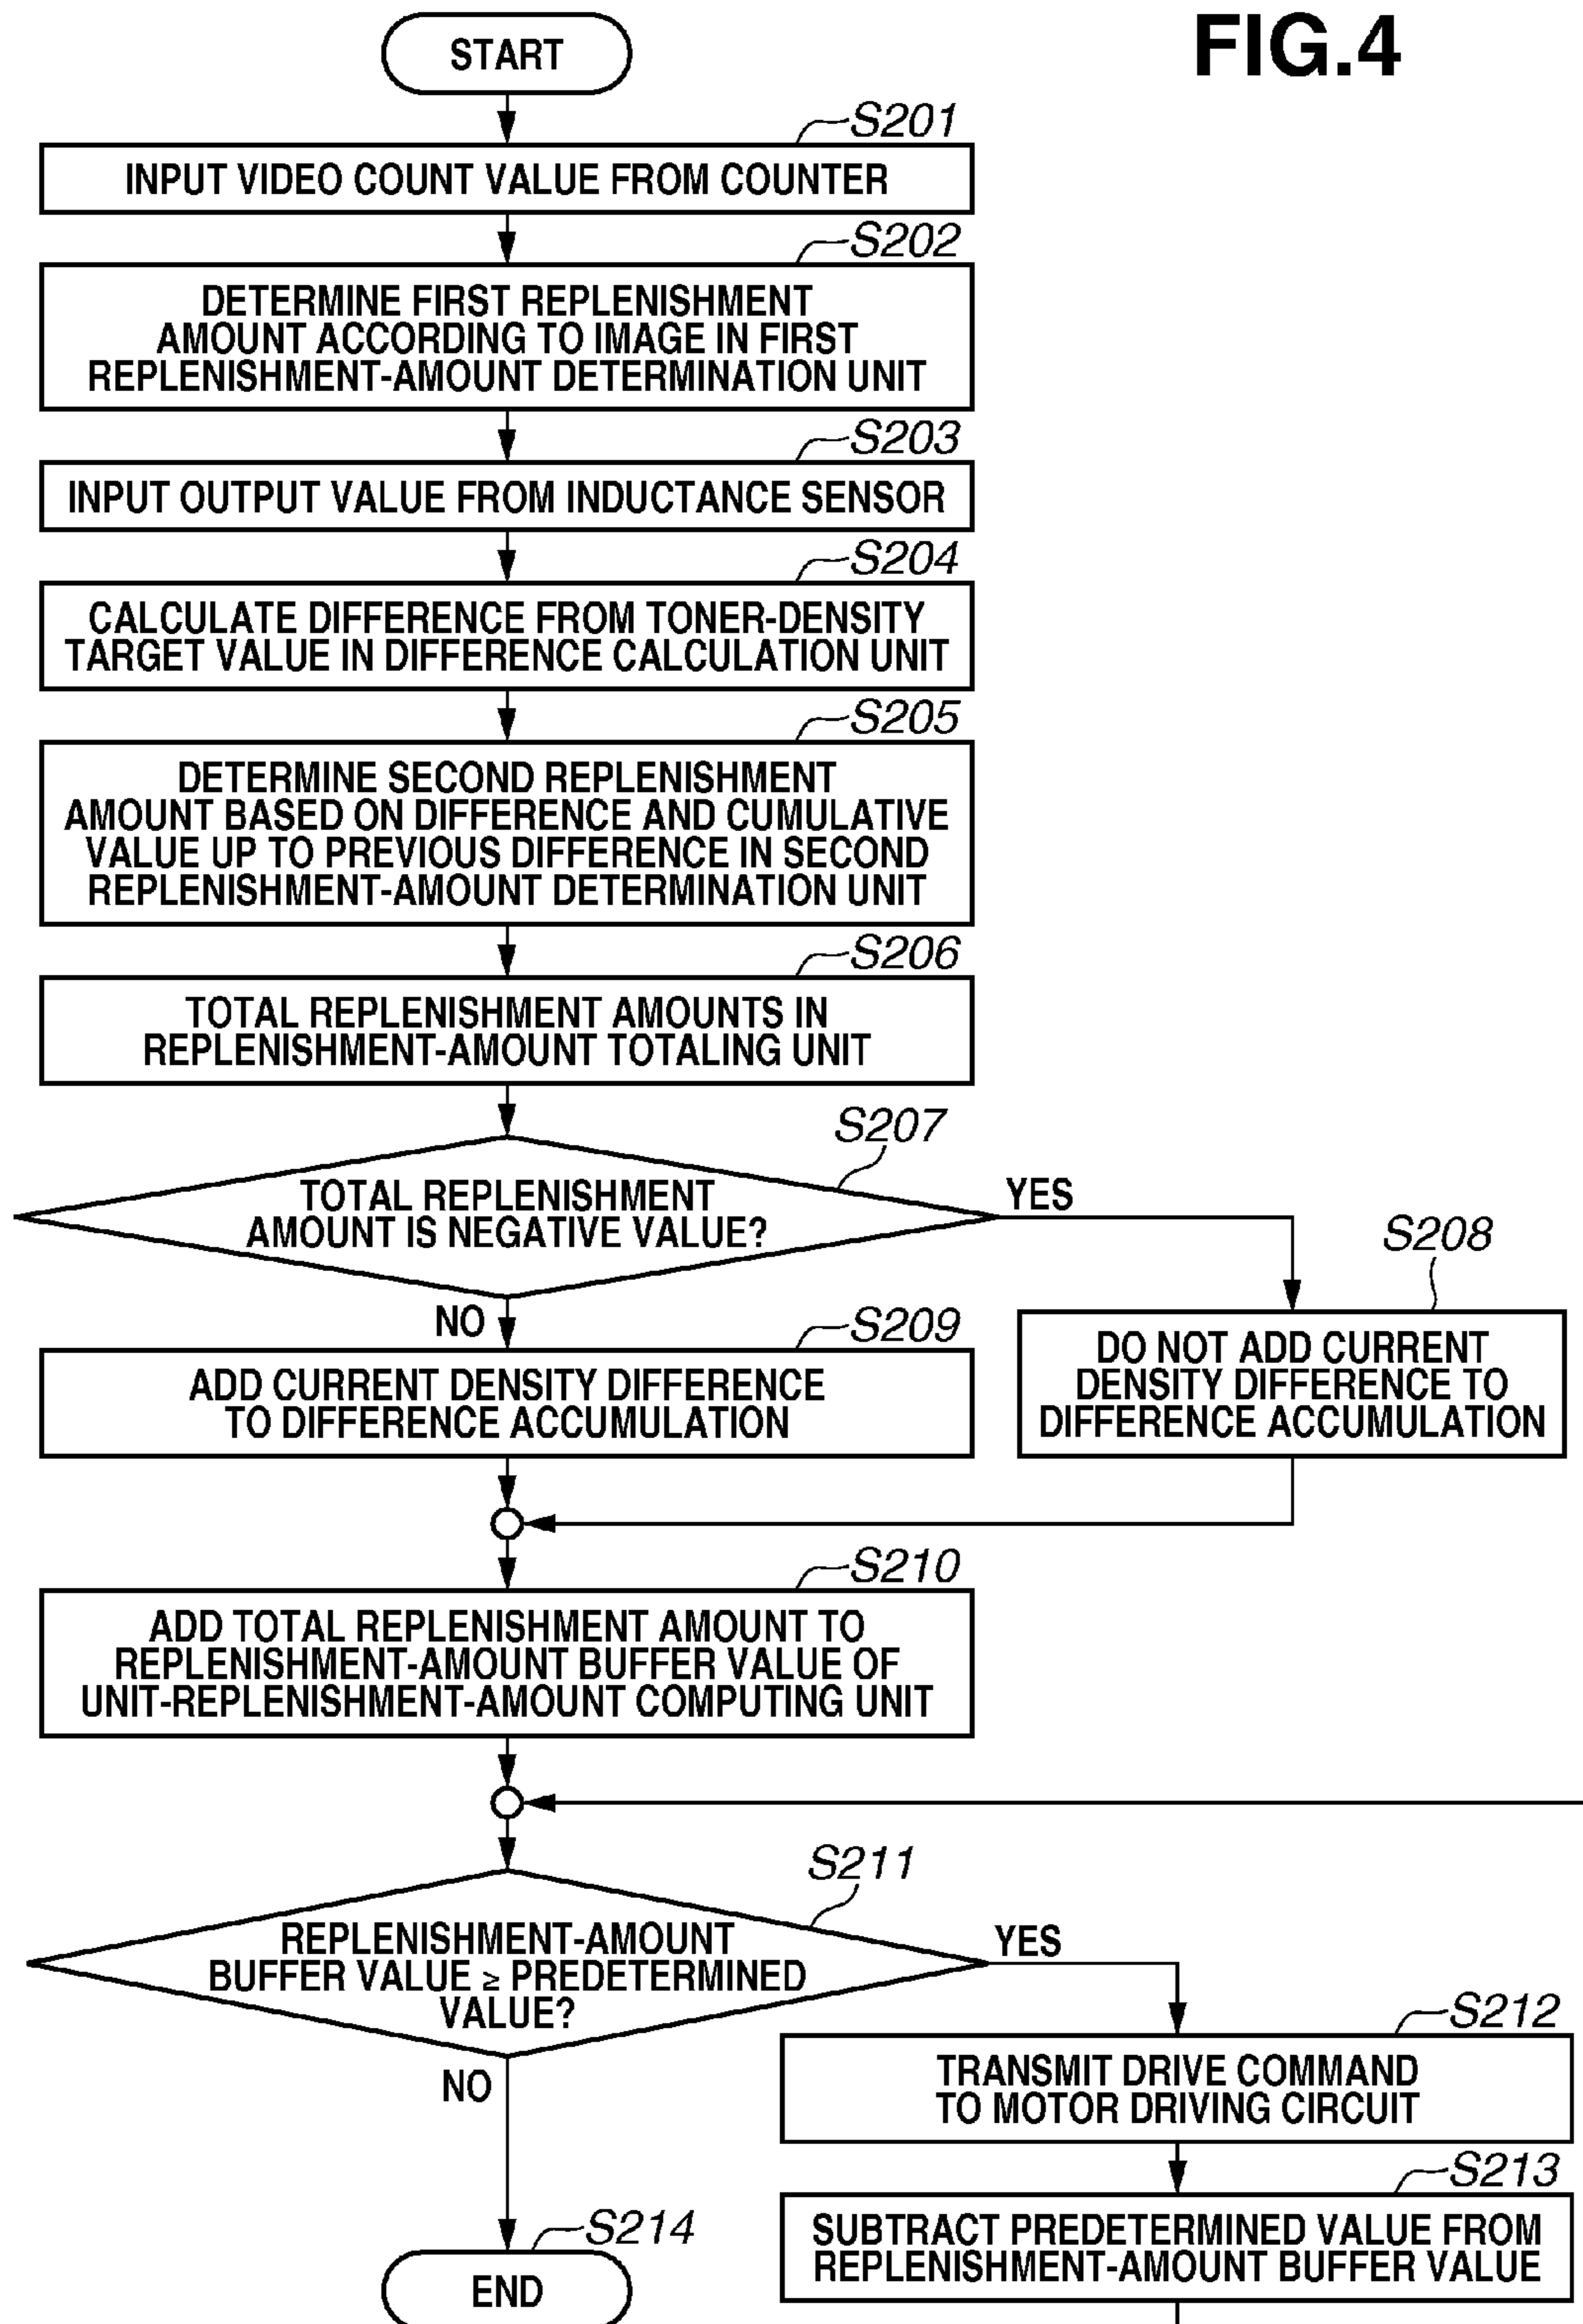 FIG.4
START
S201
INPUT VIDEO COUNT VALUE FROM COUNTER
S202
DETERMINE FIRST REPLENISHMENT
AMOUNT ACCORDING TO IMAGE IN FIRST
REPLENISHMENT-AMOUNT DETERMINATION UNIT
S203
INPUT OUTPUT VALUE FROM INDUCTANCE SENSOR
S204
CALCULATE DIFFERENCE FROM TONER-DENSITY
TARGET VALUE IN DIFFERENCE CALCULATION UNIT
S205
DETERMINE SECOND REPLENISHMENT
AMOUNT BASED ON DIFFERENCE AND CUMULATIVE
VALUE UP TO PREVIOUS DIFFERENCE IN SECOND
REPLENISHMENT-AMOUNT DETERMINATION UNIT
S206
TOTAL REPLENISHMENT AMOUNTS IN
REPLENISHMENT-AMOUNT TOTALING UNIT
S207
TOTAL REPLENISHMENT
AMOUNT IS NEGATIVE VALUE?
YES
S208
DO NOT ADD CURRENT
DENSITY DIFFERENCE TO
DIFFERENCE ACCUMULATION
NO
S209
ADD CURRENT DENSITY DIFFERENCE
TO DIFFERENCE ACCUMULATION
S210
ADD TOTAL REPLENISHMENT AMOUNT TO
REPLENISHMENT-AMOUNT BUFFER VALUE OF
UNIT-REPLENISHMENT-AMOUNT COMPUTING UNIT
S211
REPLENISHMENT-AMOUNT
BUFFER VALUE ≥ PREDETERMINED
VALUE?
YES
S212
TRANSMIT DRIVE COMMAND
TO MOTOR DRIVING CIRCUIT
S213
SUBTRACT PREDETERMINED VALUE FROM
REPLENISHMENT-AMOUNT BUFFER VALUE
NO
S214
END